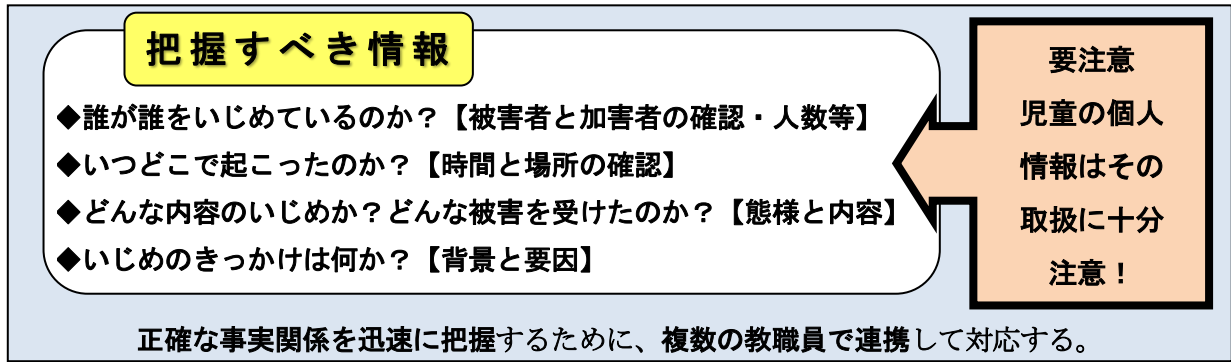 把握すべき情報
◆誰が誰をいじめているのか？【被害者と加害者の確認・人数等】
◆いつどこで起こったのか？【時間と場所の確認】
◆どんな内容のいじめか？どんな被害を受けたのか？【態様と内容】
◆いじめのきっかけは何か？【背景と要因】
要注意
児童の個人
情報はその
取扱に十分
注意！
正確な事実関係を迅速に把握するために、複数の教職員で連携して対応する。